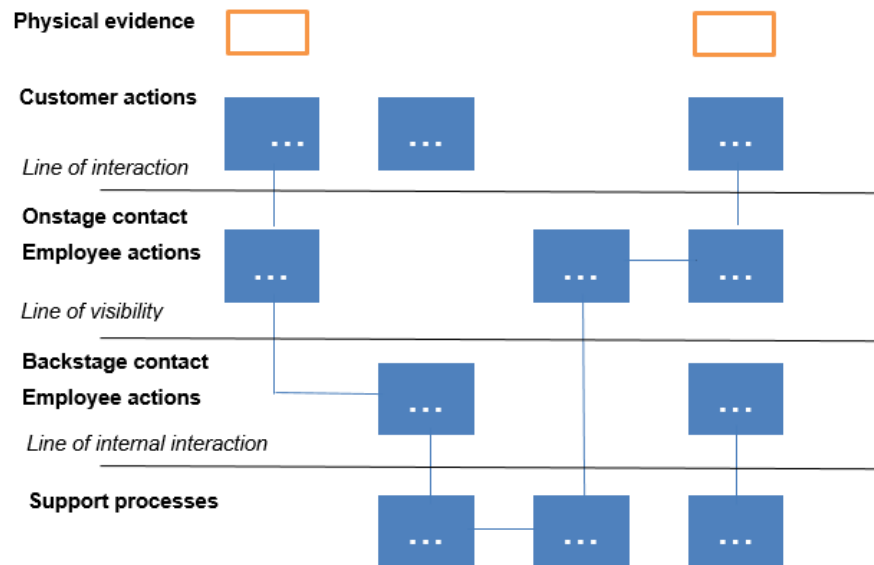 Physical evidence
Customer actions
... ... ...
Line of interaction
Onstage contact
Employee actions
... ... ...
Line of visibility
Backstage contact
Employee actions
... ...
Line of internal interaction
Support processes
... ... ...